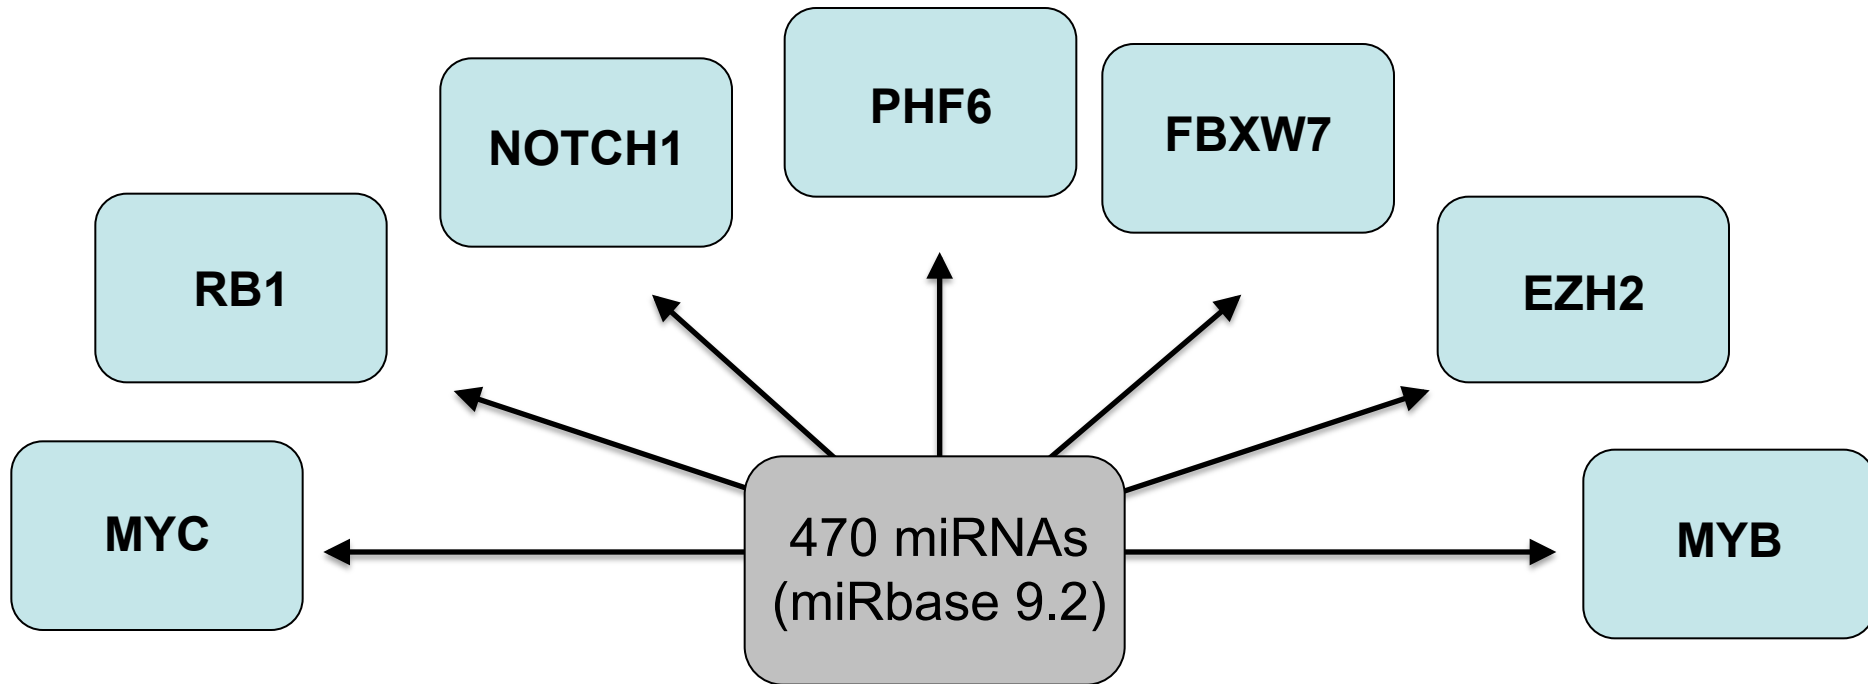 PHF6
FBXW7
NOTCH1
RB1
EZH2
MYC
MYB
470 miRNAs
(miRbase 9.2)